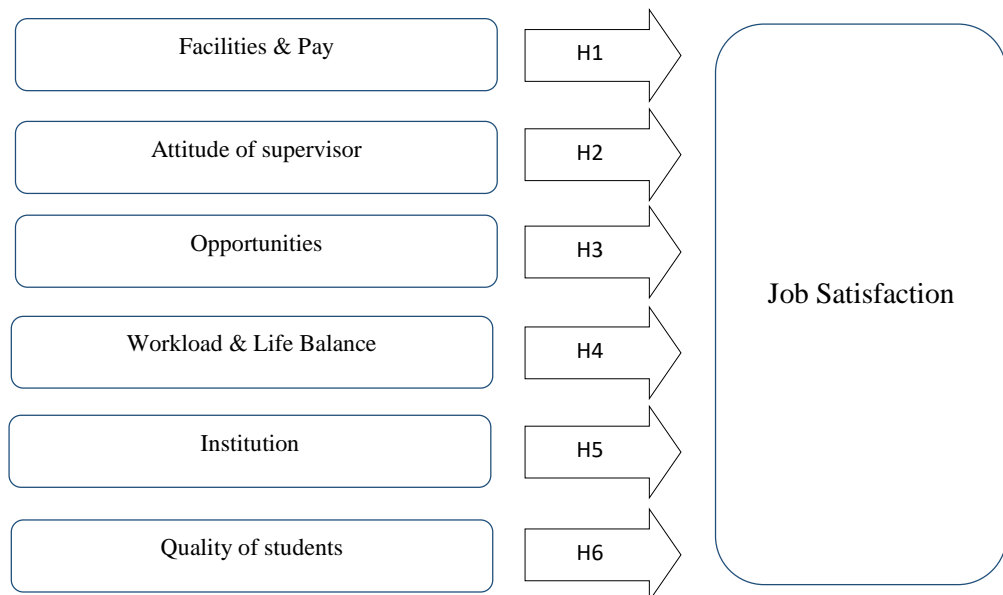 Facilities & Pay
H1
Attitude of supervisor
H2
Opportunities
H3
Workload & Life Balance
H4
Institution
H5
Quality of students
H6
Job Satisfaction